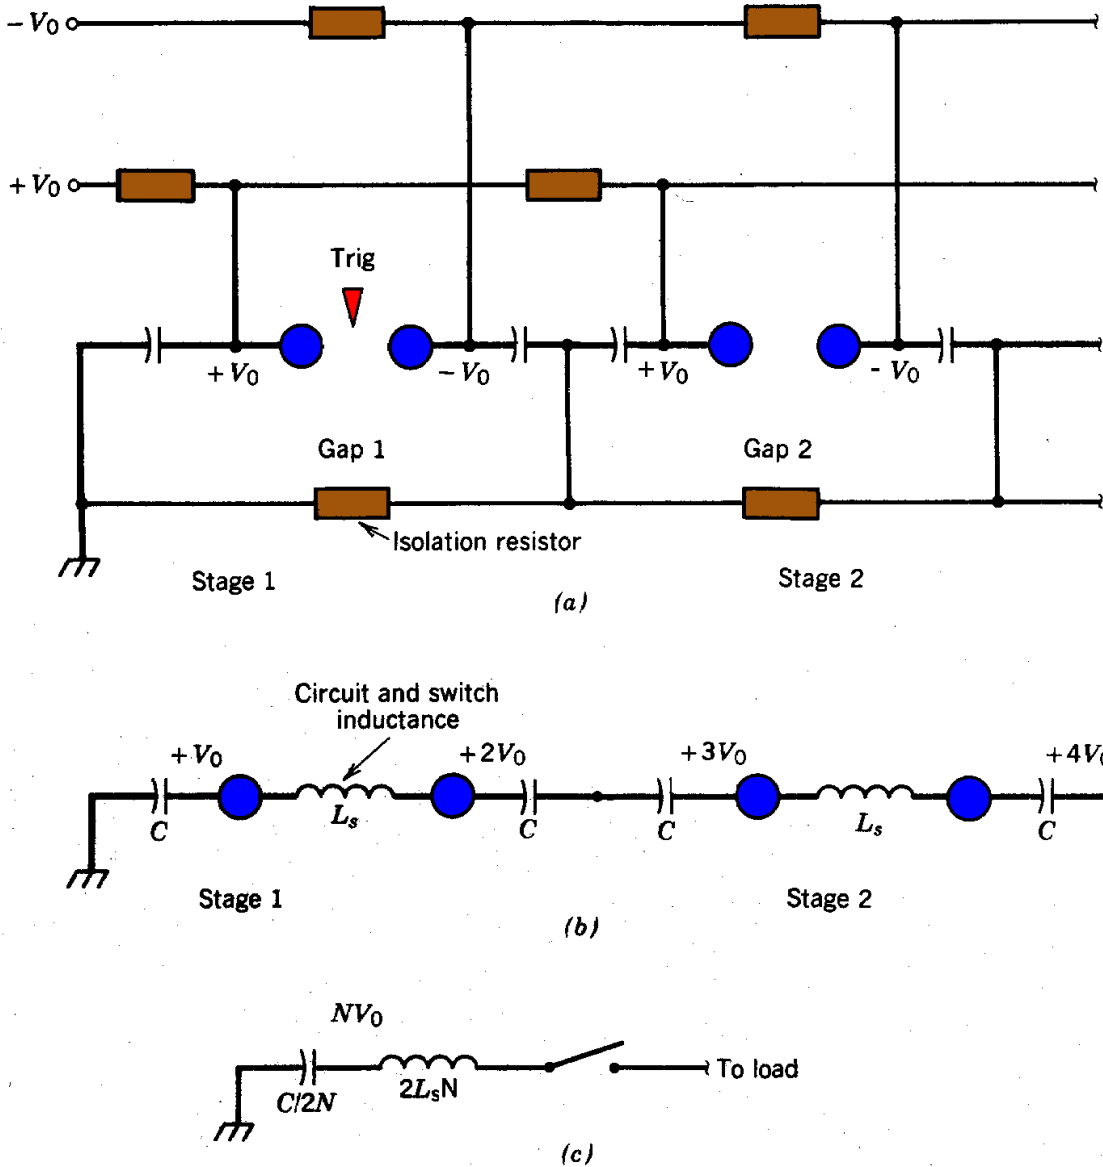 − V₀
+ V₀
Trig
+ V₀
− V₀
+ V₀
- V₀
Gap 1
Gap 2
Isolation resistor
Stage 1
Stage 2
(a)
Circuit and switch
inductance
+ V₀
+2V₀
+3V₀
+4V₀
C
Lₛ
C
C
Lₛ
C
Stage 1
Stage 2
(b)
NV₀
C/2N
2LₛN
To load
(c)